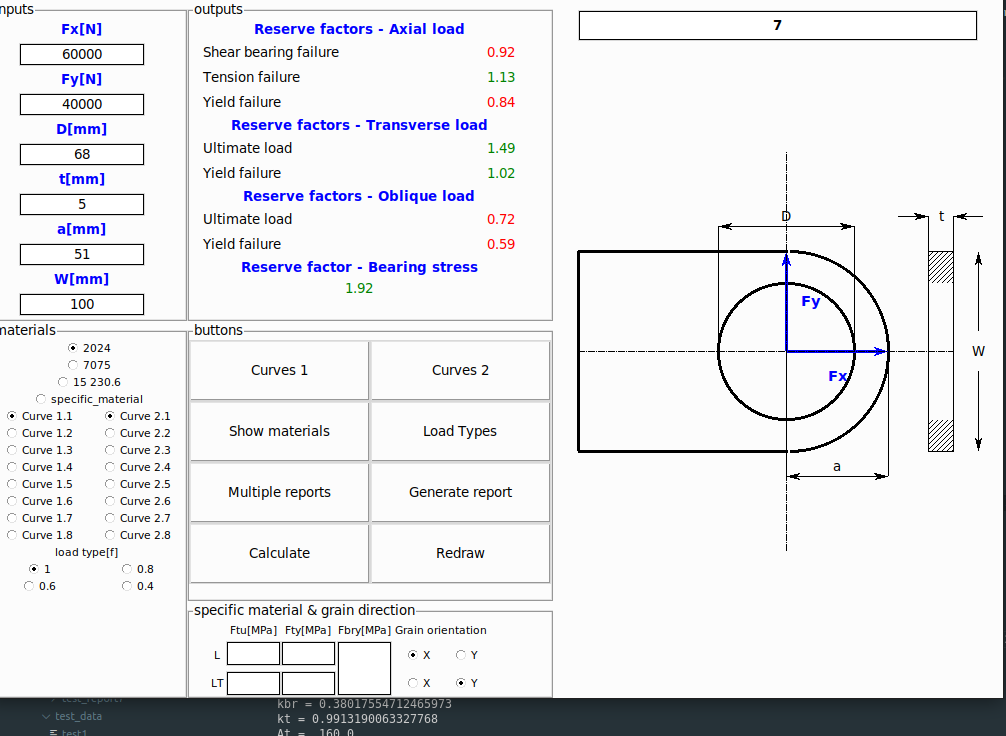 nputs
Fx[N]
60000
Fy[N]
40000
D[mm]
68
t[mm]
5
a[mm]
51
W[mm]
100
materials
2024
7075
15 230.6
specific_material
Curve 1.1 Curve 2.1
Curve 1.2 Curve 2.2
Curve 1.3 Curve 2.3
Curve 1.4 Curve 2.4
Curve 1.5 Curve 2.5
Curve 1.6 Curve 2.6
Curve 1.7 Curve 2.7
Curve 1.8 Curve 2.8
load type[f]
1 0.8
0.6 0.4
outputs
Reserve factors - Axial load
Shear bearing failure 0.92
Tension failure 1.13
Yield failure 0.84
Reserve factors - Transverse load
Ultimate load 1.49
Yield failure 1.02
Reserve factors - Oblique load
Ultimate load 0.72
Yield failure 0.59
Reserve factor - Bearing stress
1.92
buttons
Curves 1 Curves 2
Show materials Load Types
Multiple reports Generate report
Calculate Redraw
specific material & grain direction
Ftu[MPa] Fty[MPa] Fbry[MPa] Grain orientation
L X Y
LT X Y
7
D
t
Fy
W
Fx
a
test_data
test1
kbr = 0.38017554712465973
kt = 0.9913190063327768
At = 160.0